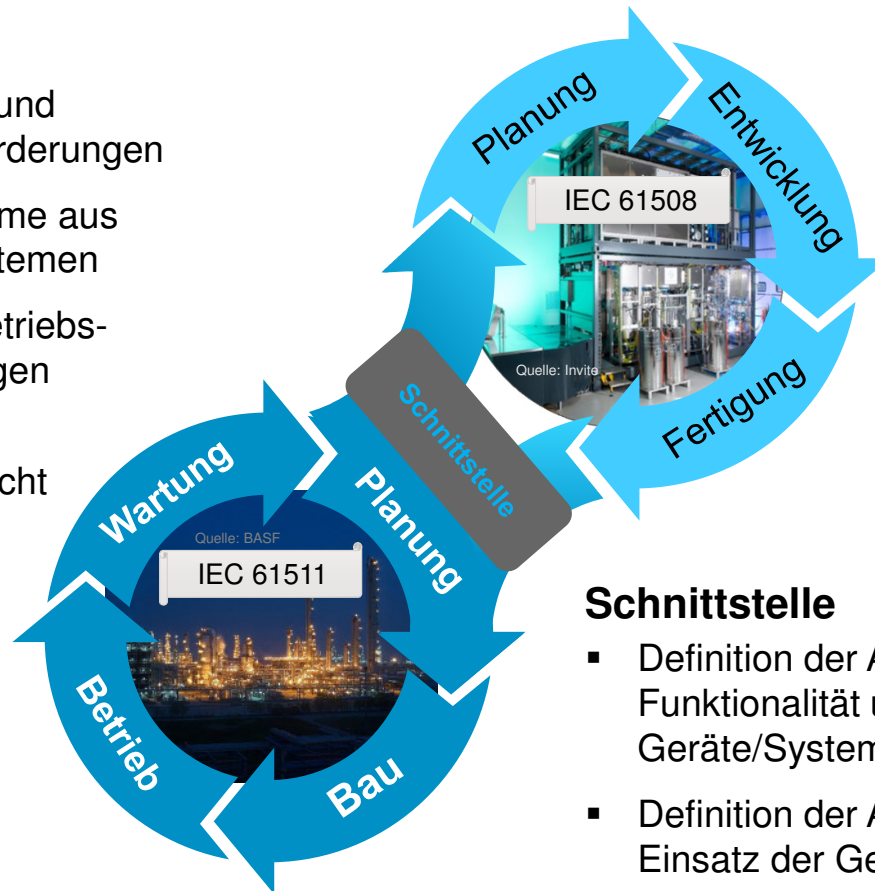 und
rderungen
me aus
temen
etriebs-
gen
cht
Planung
Entwicklung
IEC 61508
Quelle: Invite
Fertigung
Schnittstelle
Wartung
Planung
Quelle: BASF
IEC 61511
Betrieb
Bau
Schnittstelle
▪ Definition der A
Funktionalität u
Geräte/System
▪ Definition der A
Einsatz der Ge